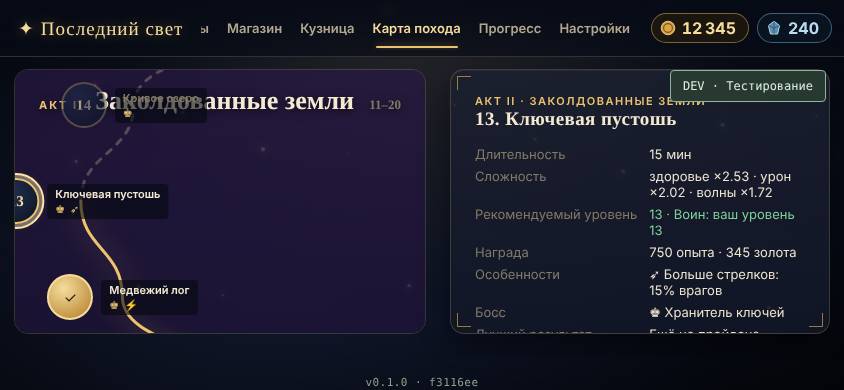 ✦ Последний свет
ы Магазин Кузница Карта похода Прогресс Настройки
12 345
240
АКТ II Заколдованные земли 11–20
14
Кривое озеро
Ключевая пустошь
3
Медвежий лог
✓
DEV · Тестирование
АКТ II · ЗАКОЛДОВАННЫЕ ЗЕМЛИ
13. Ключевая пустошь
Длительность 15 мин
Сложность здоровье ×2.53 · урон
×2.02 · волны ×1.72
Рекомендуемый уровень 13 · Воин: ваш уровень
13
Награда 750 опыта · 345 золота
Особенности ➶ Больше стрелков:
15% врагов
Босс ♚ Хранитель ключей
v0.1.0 · f3116ee